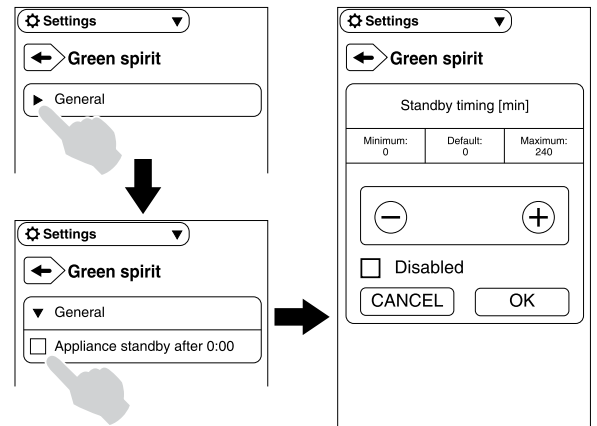 Settings
Green spirit
General
Settings
Green spirit
General
Appliance standby after 0:00
Settings
Green spirit
Standby timing [min]
Minimum:
0
Default:
0
Maximum:
240
Disabled
CANCEL
OK